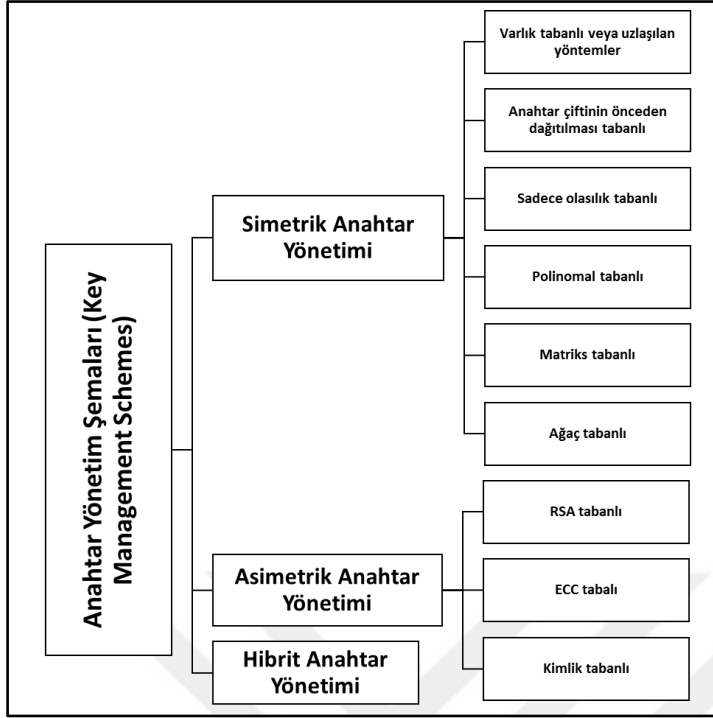 Anahtar Yönetim Şemaları (Key
Management Schemes)
Simetrik Anahtar
Yönetimi
Varlık tabanlı veya uzlaşılan
yöntemler
Anahtar çiftinin önceden
dağıtılması tabanlı
Sadece olasılık tabanlı
Polinomal tabanlı
Matriks tabanlı
Ağaç tabanlı
Asimetrik Anahtar
Yönetimi
RSA tabanlı
ECC tabalı
Kimlik tabanlı
Hibrit Anahtar
Yönetimi